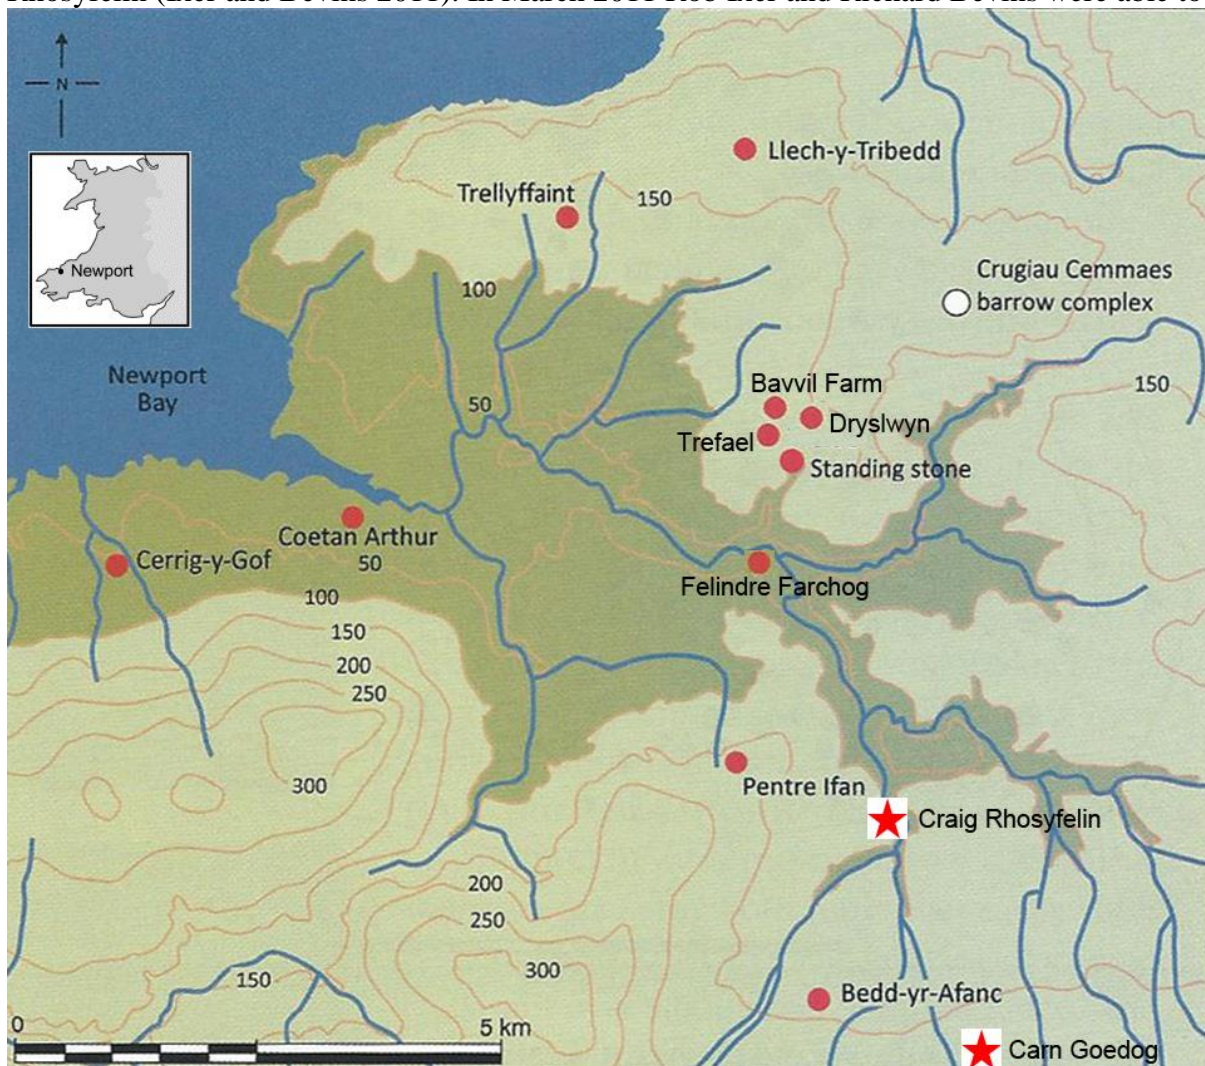 N
Llech-y-Tribedd
Trellyffaint
150
Newport
Crugiau Cemmaes
barrow complex
100
Newport
Bay
Bavvil Farm
150
50
Dryslwyn
Trefael
Standing stone
Coetan Arthur
Cerrig-y-Gof
50
Felindre Farchog
100
150
200
250
300
Pentre Ifan
Craig Rhosyfelin
200
250
300
150
Bedd-yr-Afanc
0
5 km
Carn Goedog